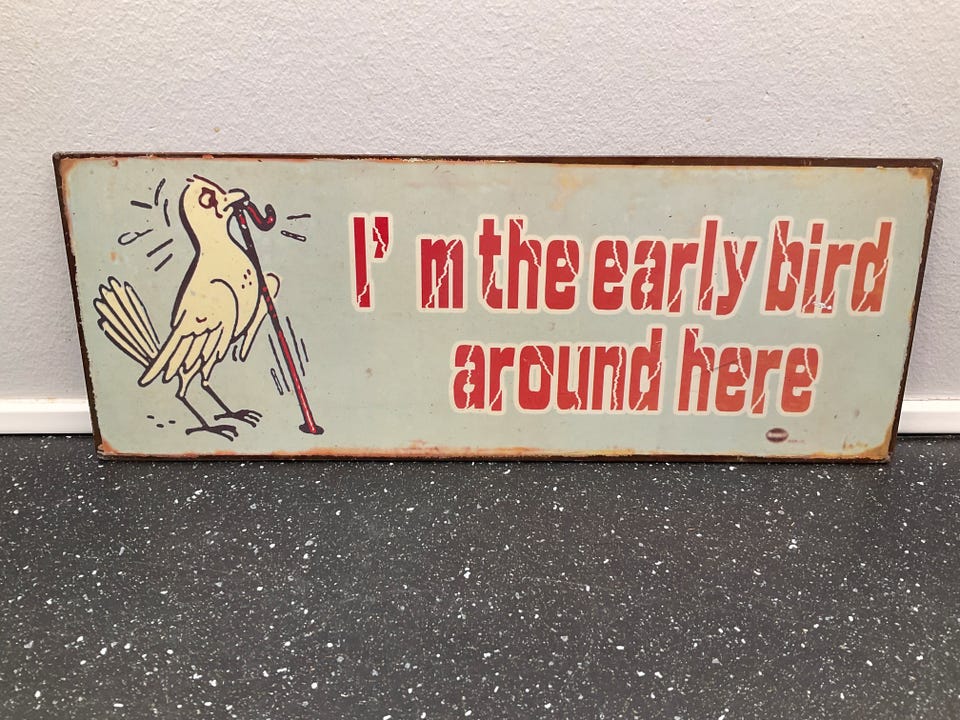 I' m the early bird
around here